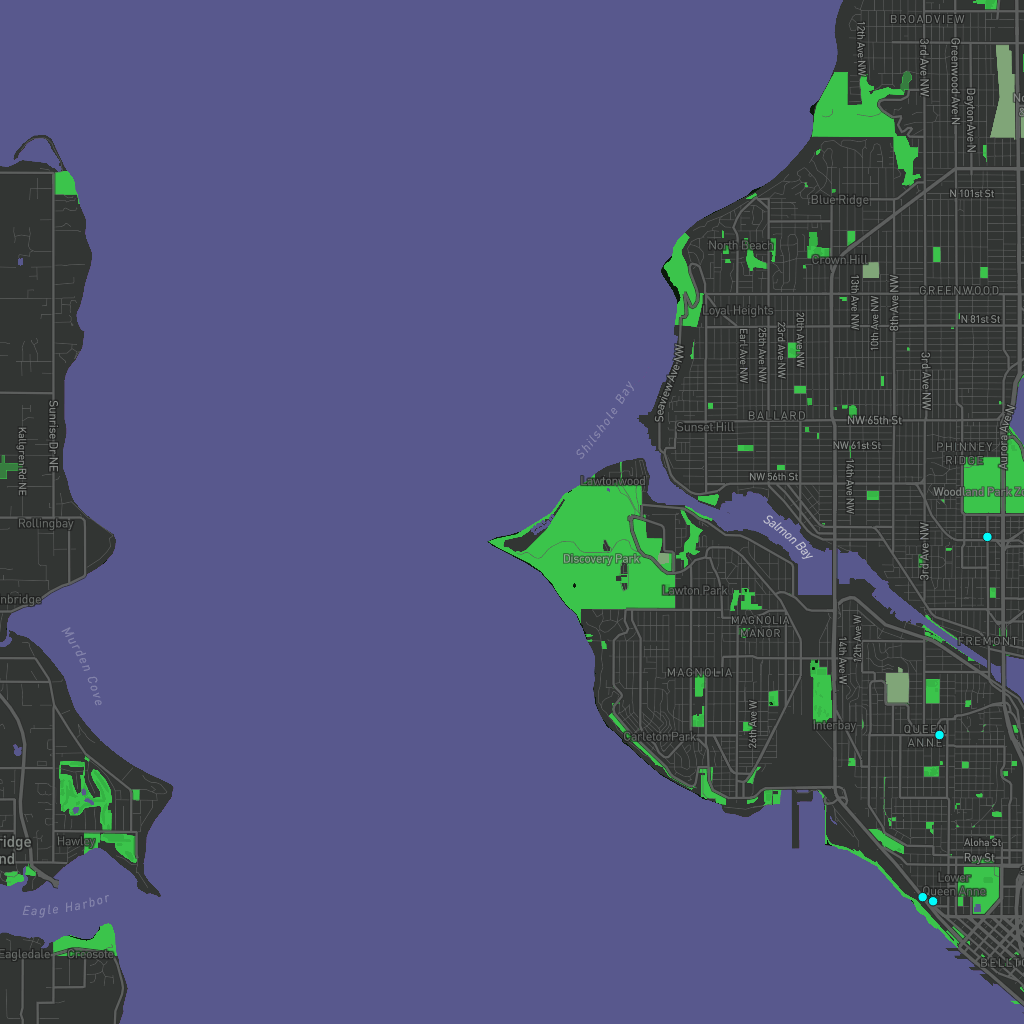 BROADVIEW
12th Ave NW
3rd Ave NW
Greenwood Ave N
Dayton Ave N
N 101st St
Blue Ridge
North Beach
Crown Hill
GREENWOOD
13th Ave NW
10th Ave NW
8th Ave NW
Loyal Heights
N 81st St
Earl Ave NW
25th Ave NW
23rd Ave NW
20th Ave NW
Seaview Ave NW
3rd Ave NW
Shilshole Bay
Sunrise Dr NE
Kallgren Rd NE
BALLARD
NW 65th St
Sunset Hill
NW 61st St
Aurora Ave N
PHINNEY
RIDGE
NW 56th St
14th Ave NW
Lawtonwood
Woodland Park Zo
Rollingbay
Salmon Bay
3rd Ave NW
Discovery Park
Lawton Park
nbridge
MAGNOLIA
MANOR
Murden Cove
14th Ave W
12th Ave W
FREMONT
MAGNOLIA
26th Ave W
Interbay
QUEEN
ANNE
Carleton Park
Hawley
ridge
nd
Aloha St
Roy St
Lower
Queen Anne
Eagle Harbor
Eagledale
Creosote
BELLT